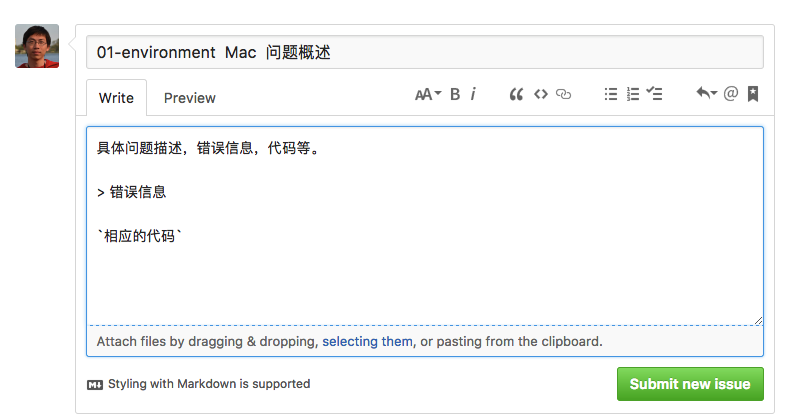 01-environment Mac 问题概述
Write Preview AA B i
具体问题描述，错误信息，代码等。
> 错误信息
`相应的代码`
Attach files by dragging & dropping, selecting them, or pasting from the clipboard.
Styling with Markdown is supported
Submit new issue